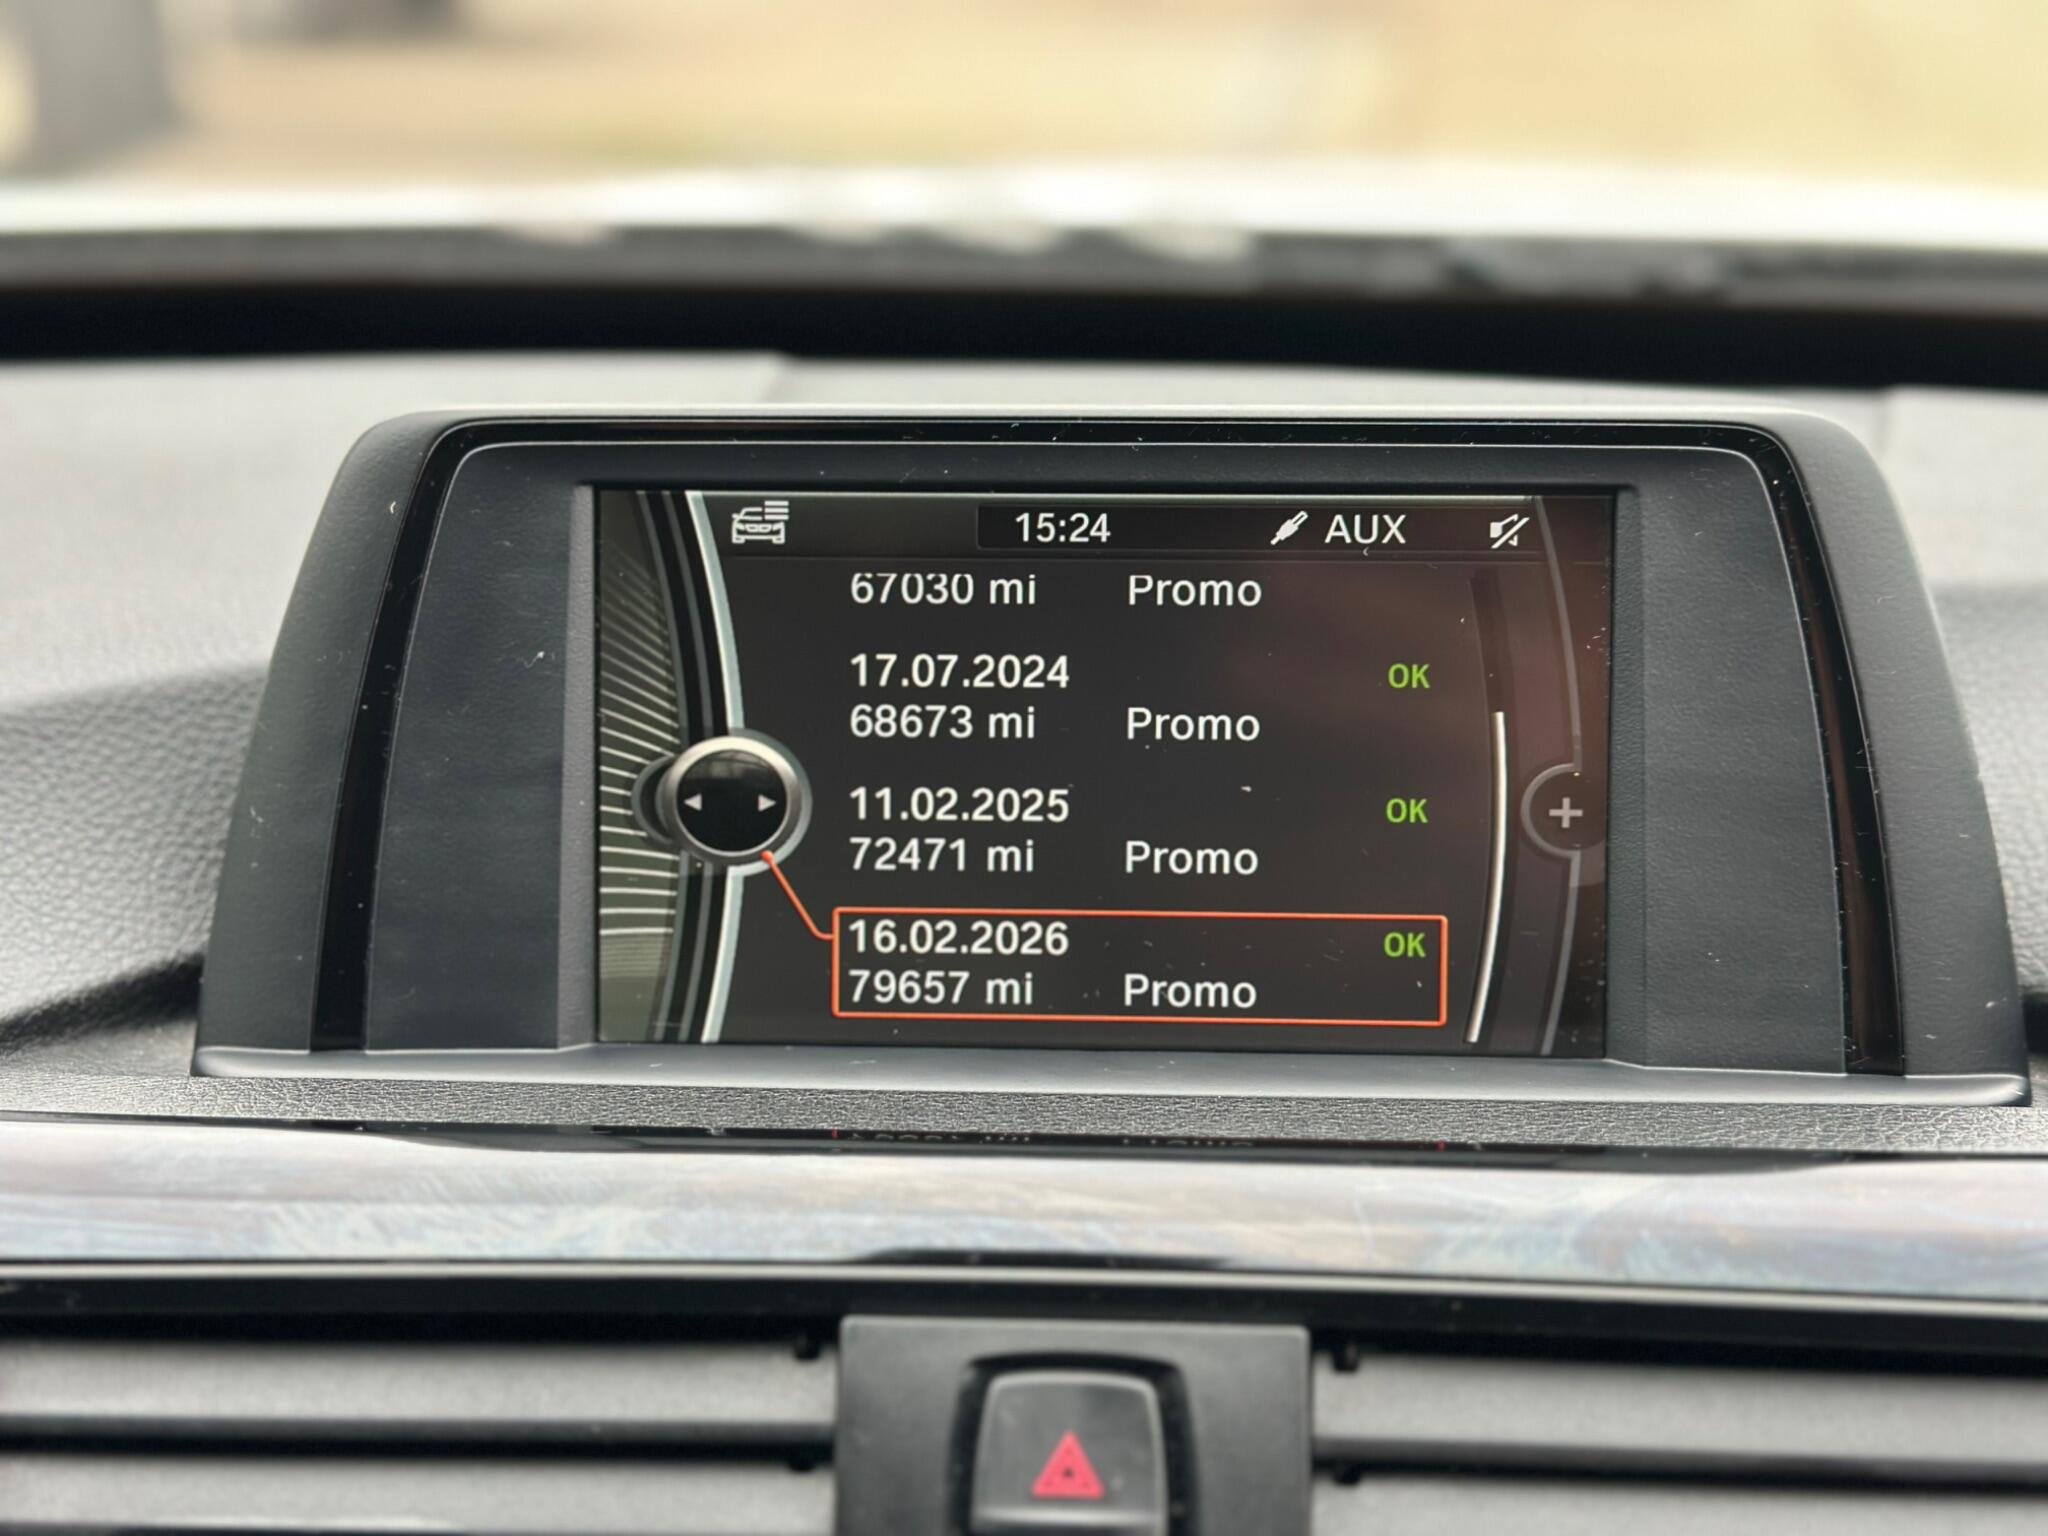 15:24 AUX
67030 mi Promo
17.07.2024 OK
68673 mi Promo
11.02.2025 OK
72471 mi Promo
16.02.2026 OK
79657 mi Promo